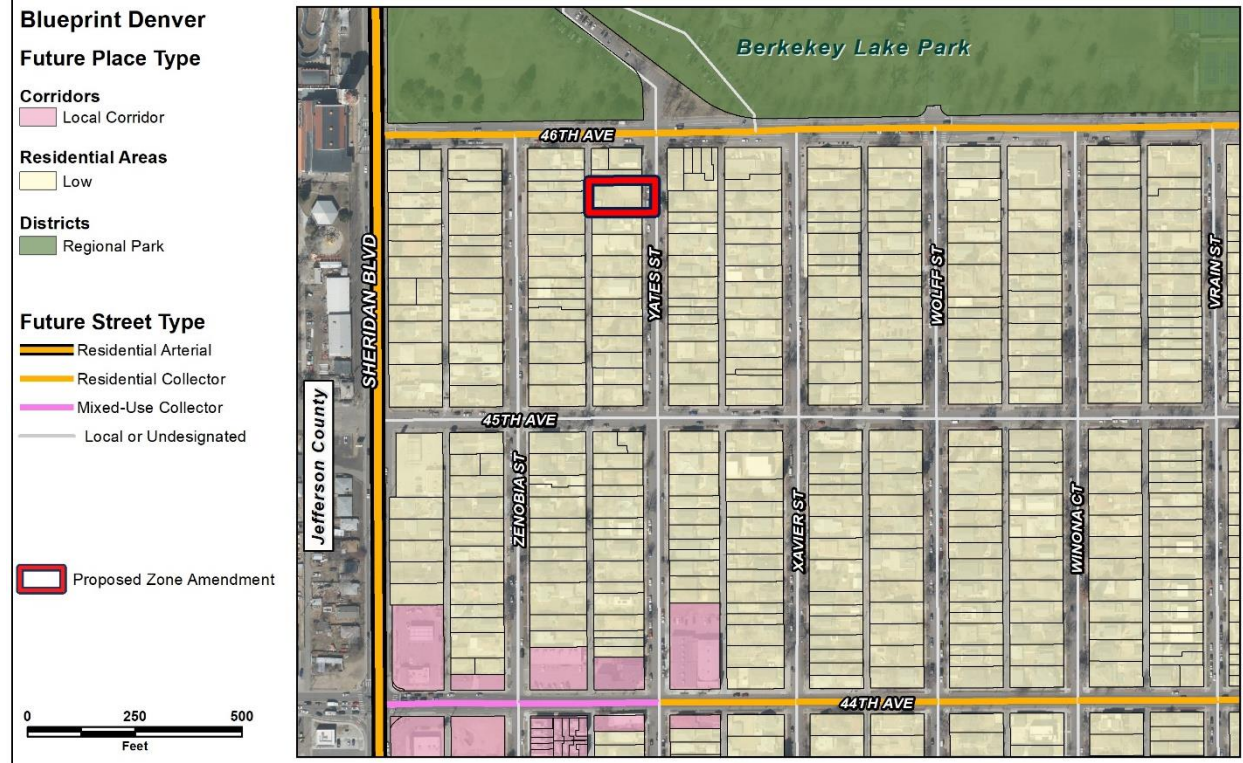 Blueprint Denver
Future Place Type
Corridors
Local Corridor
Residential Areas
Low
Districts
Regional Park
Future Street Type
Residential Arterial
Residential Collector
Mixed-Use Collector
Local or Undesignated
Proposed Zone Amendment
0 250 500
Feet
Berkekey Lake Park
46TH AVE
SHERIDAN BLVD
YATES ST
WOLFF ST
VRAIN ST
45TH AVE
Jefferson County
ZENOBIA ST
XAVIER ST
WINONA CT
44TH AVE